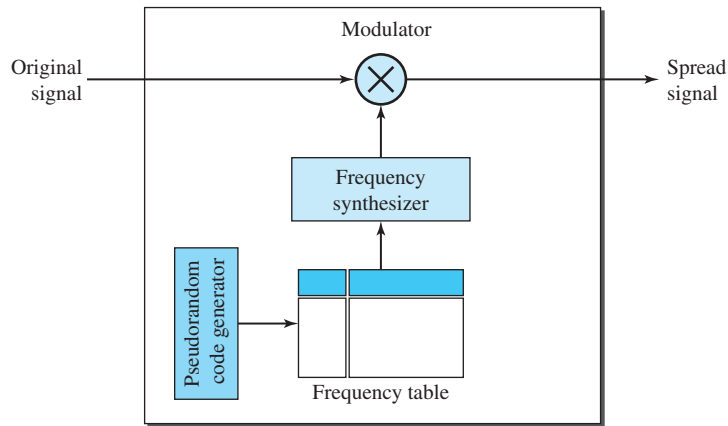 Modulator
Original
signal
Spread
signal
Frequency
synthesizer
Pseudorandom
code generator
Frequency table